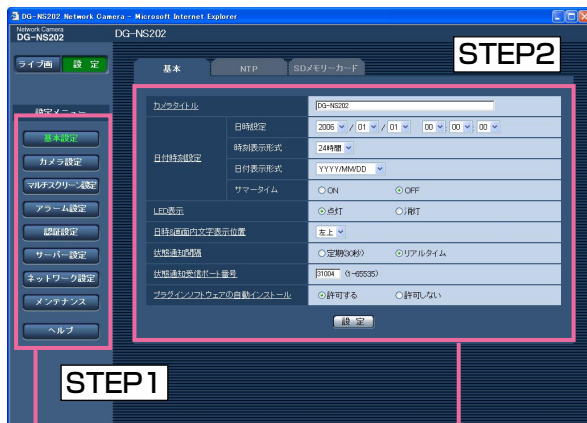 DG-NS202 Network Camera - Microsoft Internet Explorer
Network Camera
DG-NS202
DG-NS202
ライブ画 設 定
基本 NTP SDメモリーカード
STEP2
設定メニュー
基本設定
カメラ設定
マルチスクリーン設定
アラーム設定
認証設定
サーバー設定
ネットワーク設定
メンテナンス
ヘルプ
カメラタイトル DG-NS202
日付時刻設定
日時設定 2006 / 01 / 01 00 : 00 : 00
時刻表示形式 24時間
日付表示形式 YYYY/MM/DD
サマータイム ON OFF
LED表示 点灯 消灯
日時&画面内文字表示位置 左上
状態通知間隔 定期(30秒) リアルタイム
状態通知受信ポート番号 31004 (1-65535)
プラグインソフトウェアの自動インストール 許可する 許可しない
設 定
STEP1